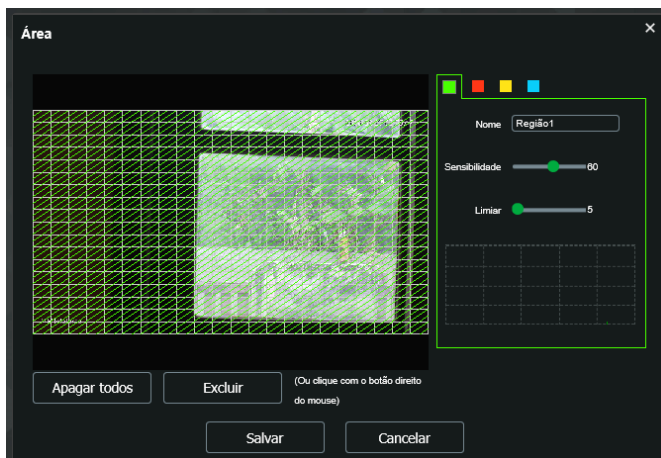 Área
×
Nome
Região1
Sensibilidade
60
Limiar
5
Apagar todos
Excluir
(Ou clique com o botão direito
do mouse)
Salvar
Cancelar